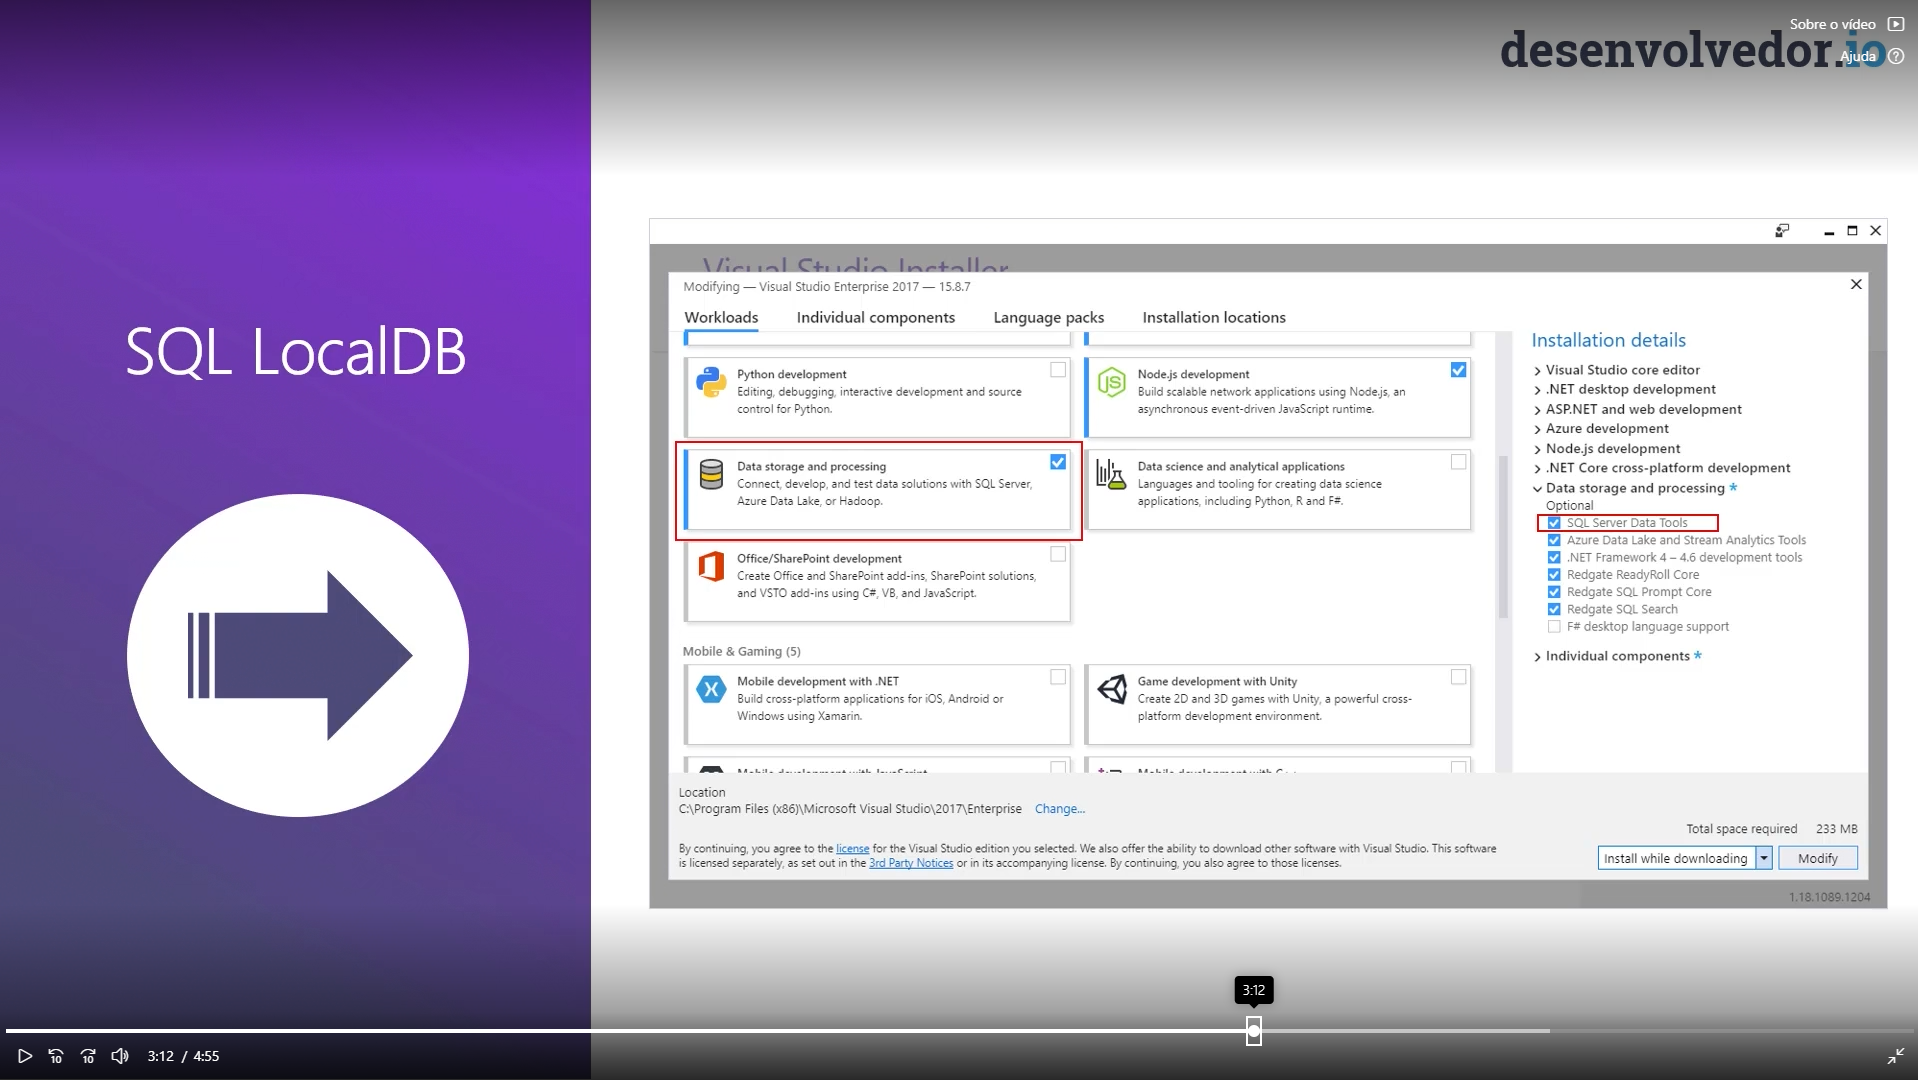 Sobre o vídeo
desenvolvedor.io
Ajuda
SQL LocalDB
Visual Studio Installer
Modifying — Visual Studio Enterprise 2017 — 15.8.7
Workloads
Individual components
Language packs
Installation locations
Python development
Editing, debugging, interactive development and source
control for Python.
Node.js development
Build scalable network applications using Node.js, an
asynchronous event-driven JavaScript runtime.
Data storage and processing
Connect, develop, and test data solutions with SQL Server,
Azure Data Lake, or Hadoop.
Data science and analytical applications
Languages and tooling for creating data science
applications, including Python, R and F#.
Office/SharePoint development
Create Office and SharePoint add-ins, SharePoint solutions,
and VSTO add-ins using C#, VB, and JavaScript.
Mobile & Gaming (5)
Mobile development with .NET
Build cross-platform applications for iOS, Android or
Windows using Xamarin.
Game development with Unity
Create 2D and 3D games with Unity, a powerful cross-
platform development environment.
Mobile development with JavaScript
Mobile development with C++
Installation details
Visual Studio core editor
.NET desktop development
ASP.NET and web development
Azure development
Node.js development
.NET Core cross-platform development
Data storage and processing *
Optional
SQL Server Data Tools
Azure Data Lake and Stream Analytics Tools
.NET Framework 4 – 4.6 development tools
Redgate ReadyRoll Core
Redgate SQL Prompt Core
Redgate SQL Search
F# desktop language support
Individual components *
Location
C:\Program Files (x86)\Microsoft Visual Studio\2017\Enterprise Change...
Total space required 233 MB
By continuing, you agree to the license for the Visual Studio edition you selected. We also offer the ability to download other software with Visual Studio. This software
is licensed separately, as set out in the 3rd Party Notices or in its accompanying license. By continuing, you also agree to those licenses.
Install while downloading
Modify
1.18.1089.1204
3:12
10
10
3:12 / 4:55